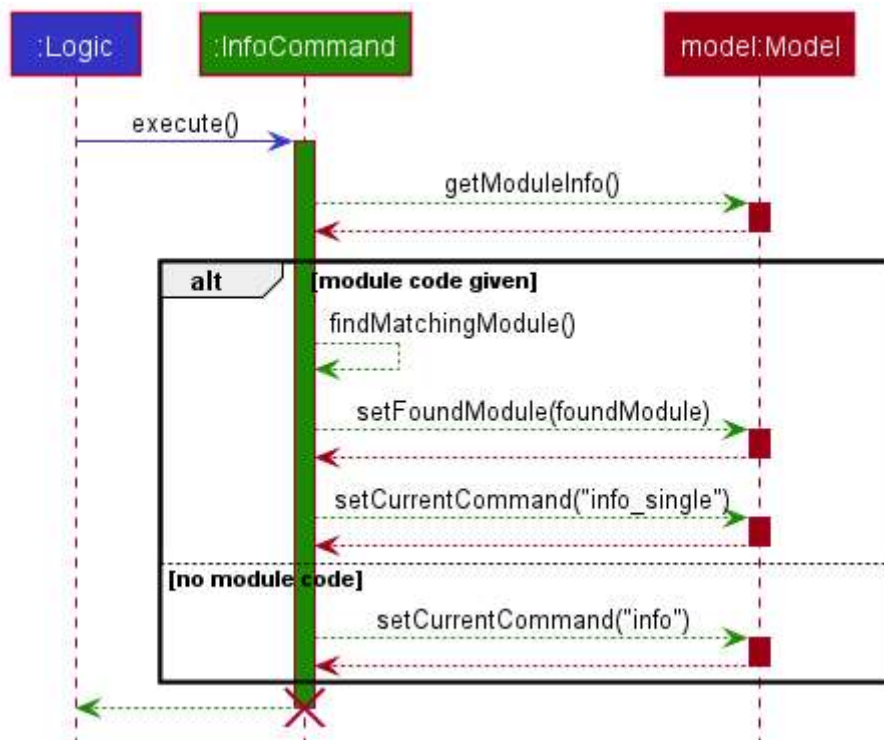 :Logic
:InfoCommand
model:Model
execute()
getModuleInfo()
alt
[module code given]
findMatchingModule()
setFoundModule(foundModule)
setCurrentCommand("info_single")
[no module code]
setCurrentCommand("info")